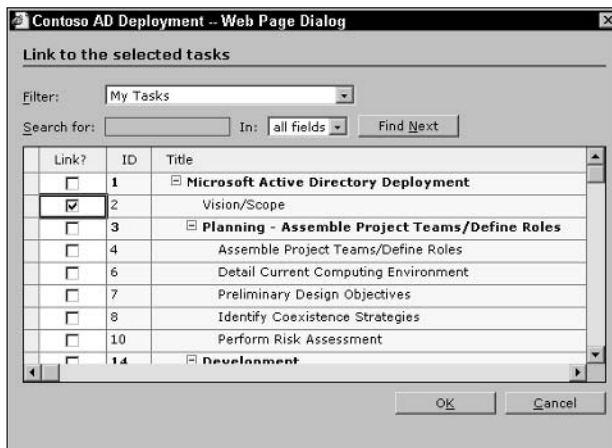 Contoso AD Deployment -- Web Page Dialog
Link to the selected tasks
Filter: My Tasks
Search for: In: all fields Find Next
Link? ID Title
1 Microsoft Active Directory Deployment
2 Vision/Scope
3 Planning - Assemble Project Teams/Define Roles
4 Assemble Project Teams/Define Roles
6 Detail Current Computing Environment
7 Preliminary Design Objectives
8 Identify Coexistence Strategies
10 Perform Risk Assessment
14 Development
OK Cancel